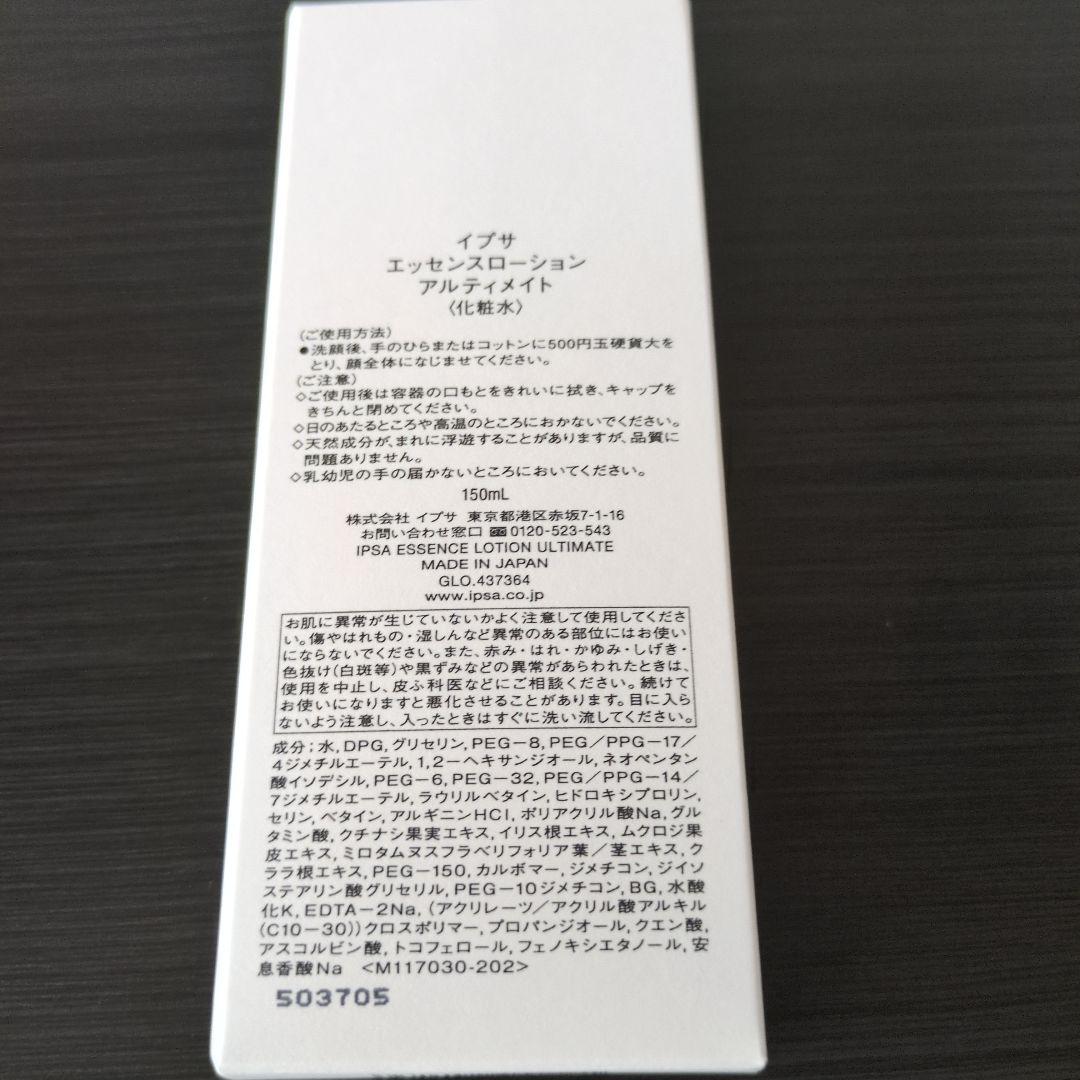 イプサ
エッセンスローション
アルティメイト
〈化粧水〉
(ご使用方法)
●洗顔後、手のひらまたはコットンに500円玉硬貨大を
とり、顔全体になじませてください。
(ご注意)
◇ご使用後は容器の口もとをきれいに拭き、キャップを
きちんと閉めてください。
◇日のあたるところや高温のところにおかないでください。
◇天然成分が、まれに浮遊することがありますが、品質に
問題ありません。
◇乳幼児の手の届かないところにおいてください。
150mL
株式会社 イプサ 東京都港区赤坂7-1-16
お問い合わせ窓口 0120-523-543
IPSA ESSENCE LOTION ULTIMATE
MADE IN JAPAN
GLO.437364
www.ipsa.co.jp
お肌に異常が生じていないかよく注意して使用してくださ
い。傷やはれもの・湿しんなど異常のある部位にはお使い
にならないでください。また、赤み・はれ・かゆみ・しげき・
色抜け(白斑等)や黒ずみなどの異常があらわれたときは、
使用を中止し、皮ふ科医などにご相談ください。続けて
お使いになりますと悪化させることがあります。目に入ら
ないよう注意し、入ったときはすぐに洗い流してください。
成分；水,DPG,グリセリン,PEG－8,PEG／PPG－17／
4ジメチルエーテル,1,2－ヘキサンジオール,ネオペンタン
酸イソデシル,PEG－6,PEG－32,PEG／PPG－14／
7ジメチルエーテル,ラウリルベタイン,ヒドロキシプロリン,
セリン,ベタイン,アルギニンHCl,ポリアクリル酸Na,グル
タミン酸,クチナシ果実エキス,イリス根エキス,ムクロジ果
皮エキス,ミロタムヌスフラベリフォリア葉／茎エキス,ク
ララ根エキス,PEG－150,カルボマー,ジメチコン,ジイソ
ステアリン酸グリセリル,PEG－10ジメチコン,BG,水酸
化K,EDTA－2Na,(アクリレーツ／アクリル酸アルキル
(C10－30))クロスポリマー,プロパンジオール,クエン酸,
アスコルビン酸,トコフェロール,フェノキシエタノール,安
息香酸Na <M117030-202>
503705